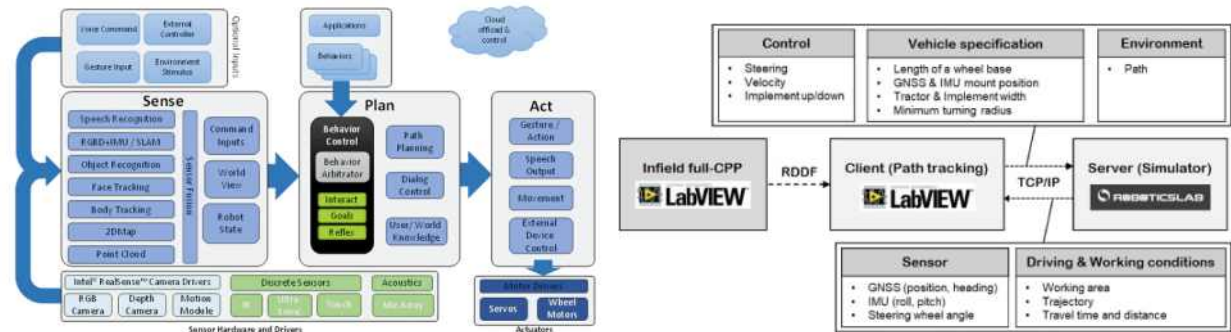 Voice Command
External
Controller
Gesture Input
Environment
Stimulus
Optional Inputs
Applications
Behaviors
Cloud
offload &
control
Sense
Speech Recognition
RGBD+IMU / SLAM
Object Recognition
Face Tracking
Body Tracking
2DMap
Point Cloud
Sensor Fusion
Command
Inputs
World
View
Robot
State
Plan
Behavior
Control
Behavior
Arbitrator
Interact
Goals
Reflex
Path
Planning
Dialog
Control
User/World
Knowledge
Act
Gesture /
Action
Speech
Output
Movement
External
Device
Control
Intel® RealSense™ Camera Drivers
RGB
Camera
Depth
Camera
Motion
Module
Discrete Sensors
IR
Touch
Acoustics
Mic Array
Sensor Hardware and Drivers
Motor Drivers
Servos
Wheel
Motors
Actuators
Control
• Steering
• Velocity
• Implement up/down
Vehicle specification
• Length of a wheel base
• GNSS & IMU mount position
• Tractor & Implement width
• Minimum turning radius
Environment
• Path
Infield full-CPP
LabVIEW
RDDF
Client (Path tracking)
LabVIEW
TCP/IP
Server (Simulator)
ROBOTICSLAB
Sensor
• GNSS (position, heading)
• IMU (roll, pitch)
• Steering wheel angle
Driving & Working conditions
• Working area
• Trajectory
• Travel time and distance